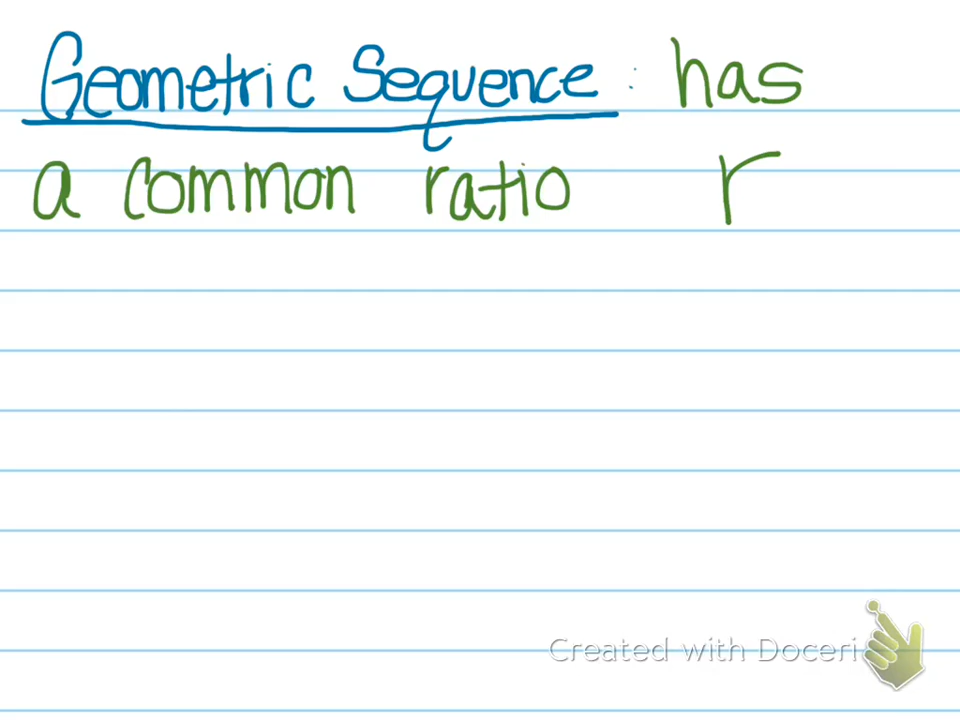 Geometric Sequence: has
a common ratio r
Created with Doceri